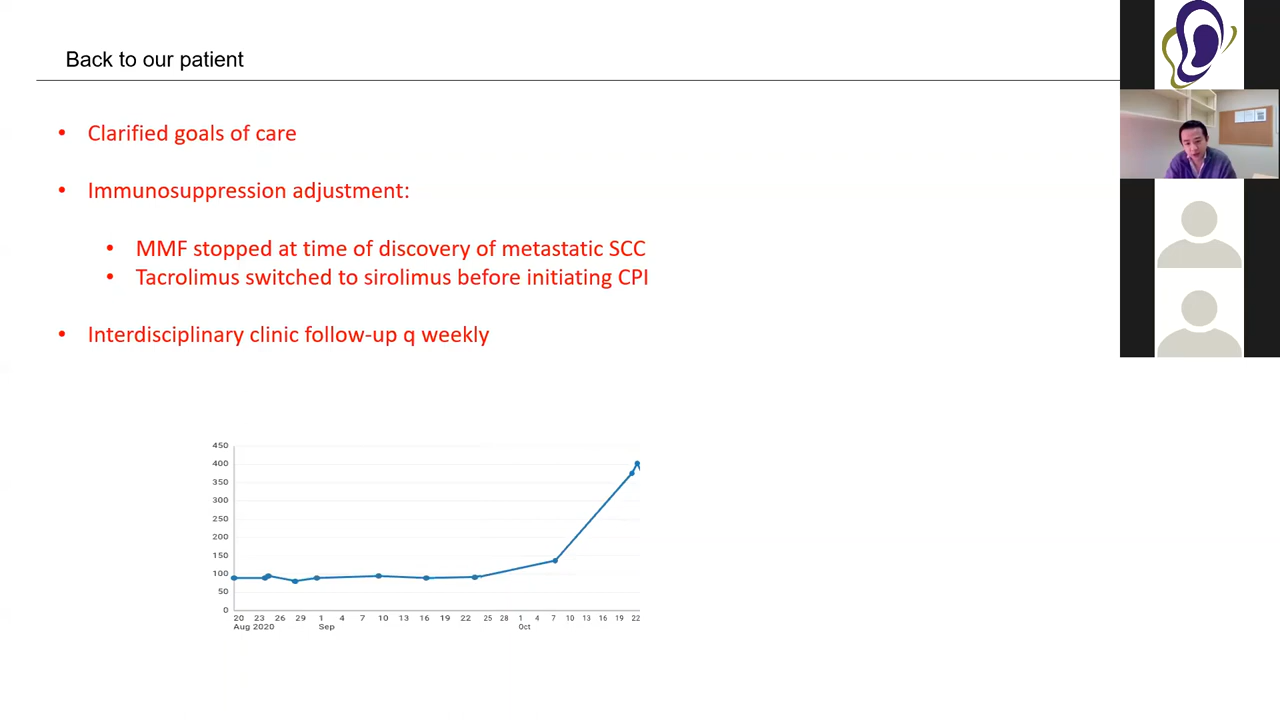 Back to our patient
• Clarified goals of care
• Immunosuppression adjustment:
• MMF stopped at time of discovery of metastatic SCC
• Tacrolimus switched to sirolimus before initiating CPI
• Interdisciplinary clinic follow-up q weekly
450
400
350
300
250
200
150
100
50
0
20 23 26 29 1 4 7 10 13 16 19 22 25 28 1 4 7 10 13 16 19 22
Aug 2020 Sep Oct